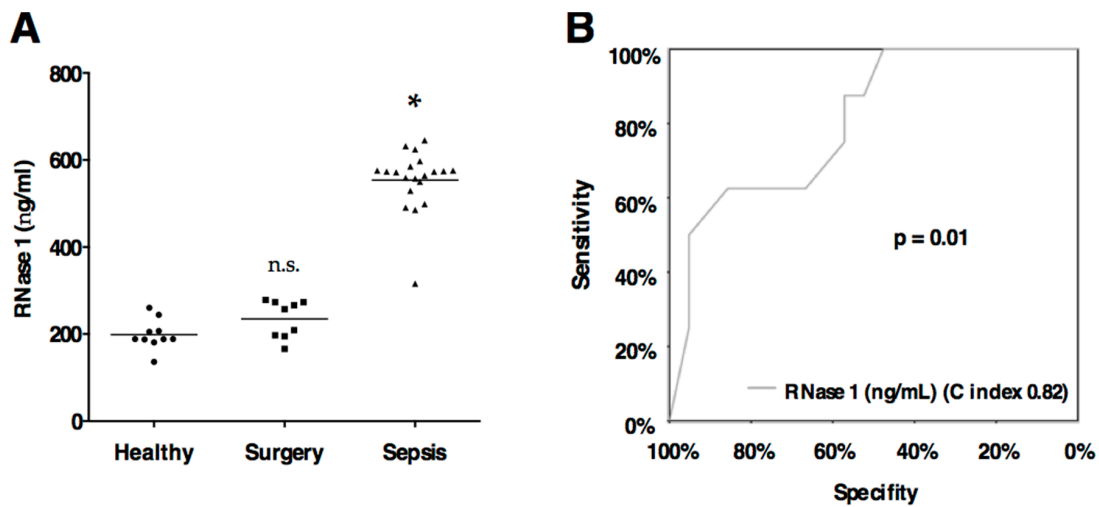 A
RNase 1 (ng/ml)
800
600
400
200
0
n.s.
*
Healthy
Surgery
Sepsis
B
Sensitivity
100%
80%
60%
40%
20%
0%
p = 0.01
RNase 1 (ng/mL) (C index 0.82)
100%
80%
60%
40%
20%
0%
Specifity